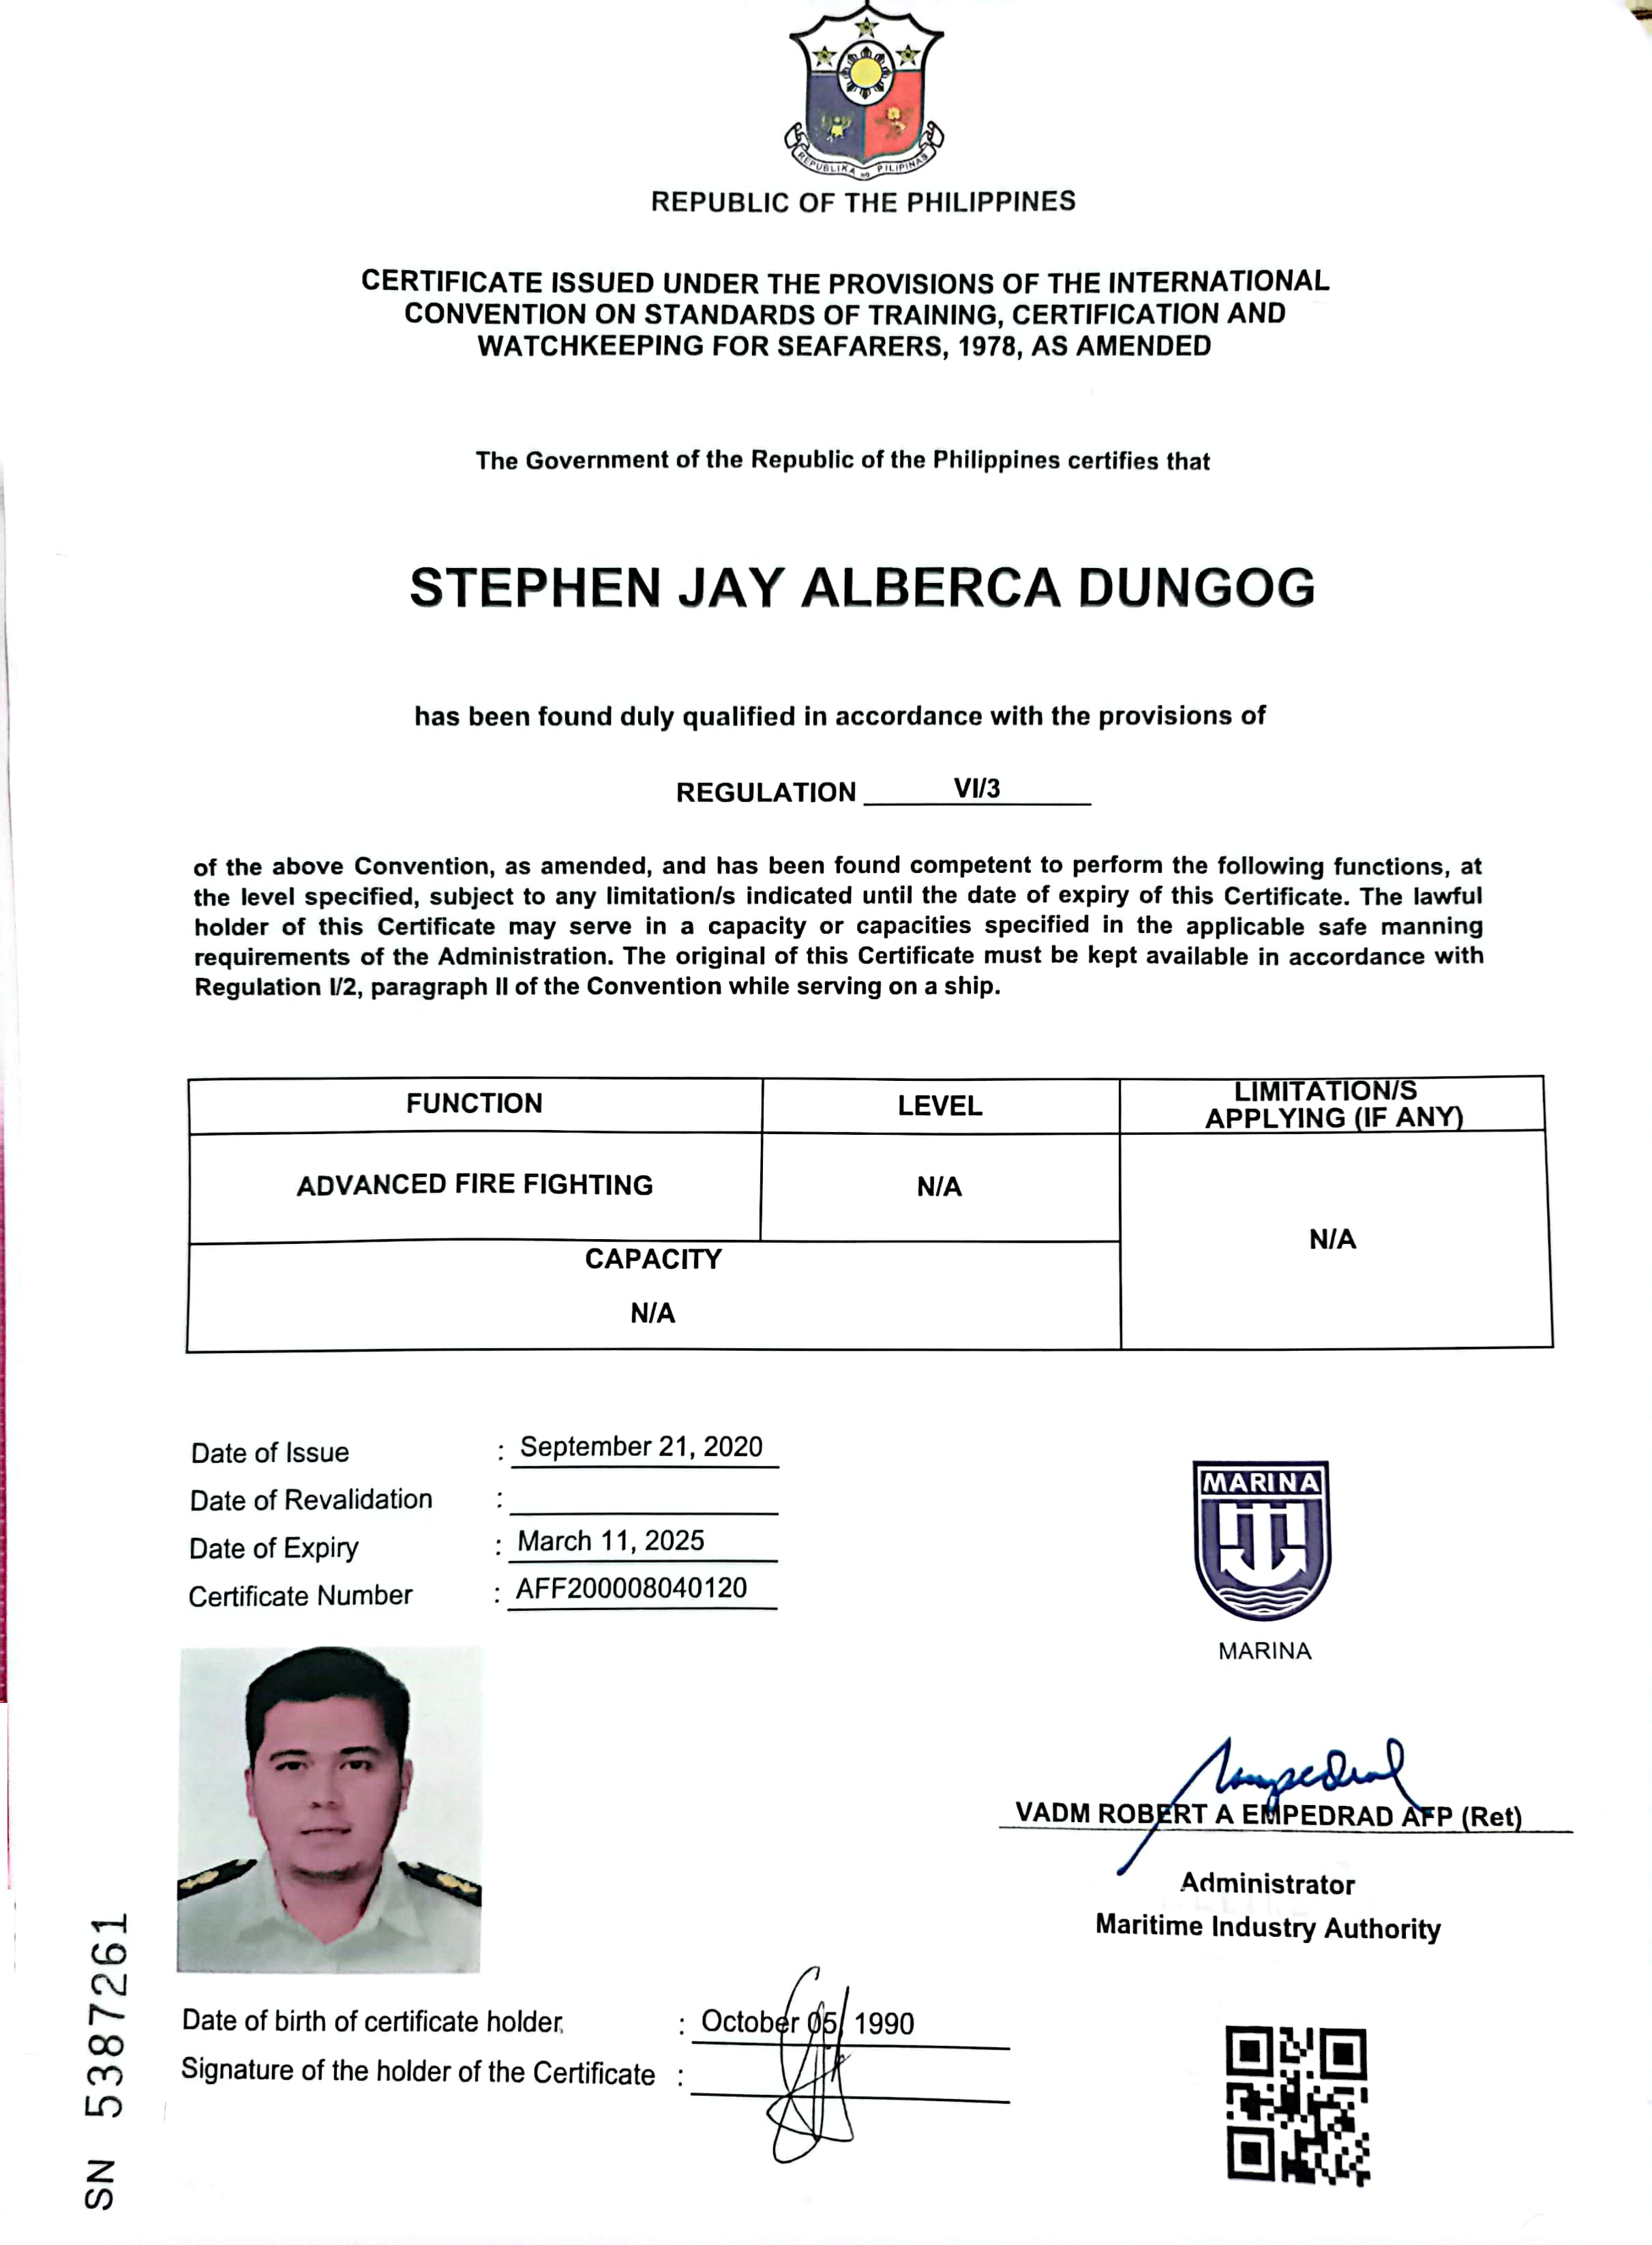 REPUBLIKA NG PILIPINAS
REPUBLIC OF THE PHILIPPINES
CERTIFICATE ISSUED UNDER THE PROVISIONS OF THE INTERNATIONAL
CONVENTION ON STANDARDS OF TRAINING, CERTIFICATION AND
WATCHKEEPING FOR SEAFARERS, 1978, AS AMENDED
The Government of the Republic of the Philippines certifies that
STEPHEN JAY ALBERCA DUNGOG
has been found duly qualified in accordance with the provisions of
REGULATION VI/3
of the above Convention, as amended, and has been found competent to perform the following functions, at
the level specified, subject to any limitation/s indicated until the date of expiry of this Certificate. The lawful
holder of this Certificate may serve in a capacity or capacities specified in the applicable safe manning
requirements of the Administration. The original of this Certificate must be kept available in accordance with
Regulation I/2, paragraph II of the Convention while serving on a ship.
FUNCTION LEVEL LIMITATION/S
APPLYING (IF ANY)
ADVANCED FIRE FIGHTING N/A
N/A
CAPACITY
N/A
Date of Issue : September 21, 2020
Date of Revalidation :
Date of Expiry : March 11, 2025
Certificate Number : AFF200008040120
MARINA
MARINA
VADM ROBERT A EMPEDRAD AFP (Ret)
Administrator
Maritime Industry Authority
Date of birth of certificate holder : October 05, 1990
Signature of the holder of the Certificate :
SN 5387261